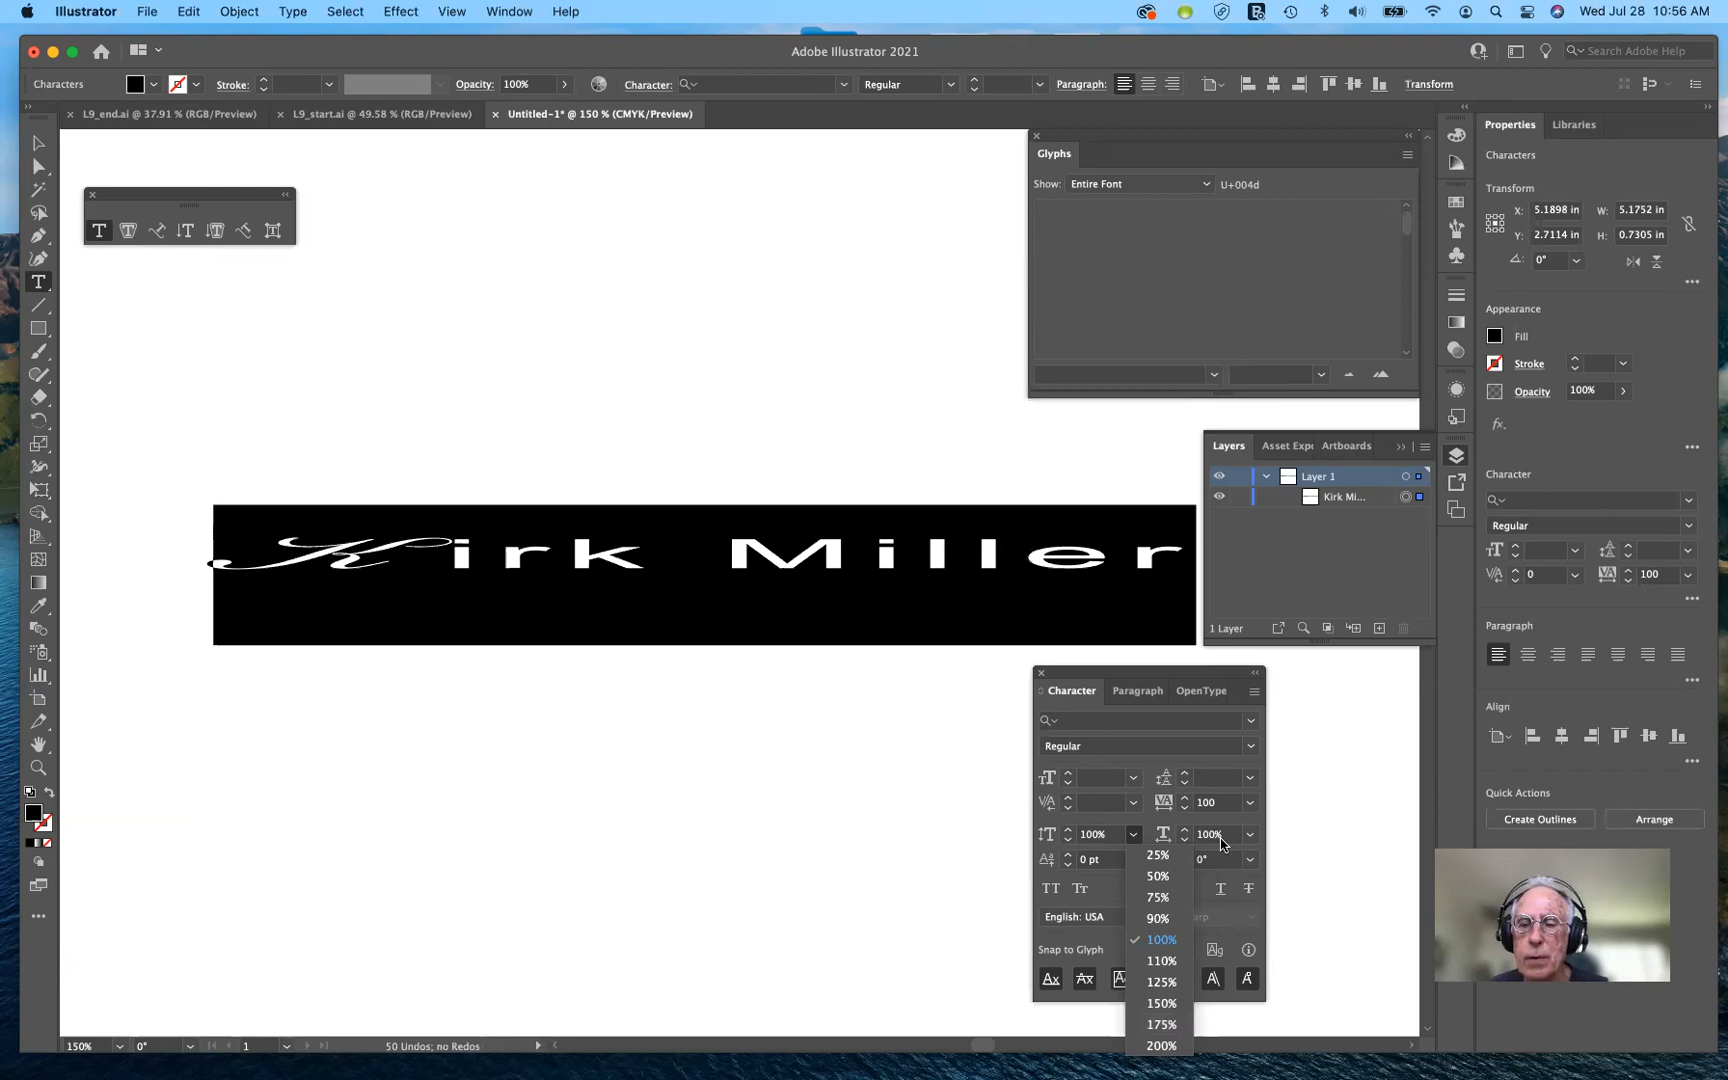 Illustrator File Edit Object Type Select Effect View Window Help
Wed Jul 28 10:56 AM
Adobe Illustrator 2021
Search Adobe Help
Characters
Stroke:
Opacity: 100%
Character:
Regular
Paragraph:
Transform
L9_end.ai @ 37.91 % (RGB/Preview)
L9_start.ai @ 49.58 % (RGB/Preview)
Untitled-1* @ 150 % (CMYK/Preview)
Glyphs
Show: Entire Font
U+004d
Kirk Miller
Layers Asset Expo Artboards
Layer 1
Kirk Mi...
1 Layer
Character Paragraph OpenType
Regular
100
100% 100%
0 pt 0°
25%
50%
75%
90%
100%
110%
125%
150%
175%
200%
TT Tr T T
English: USA
arp
Snap to Glyph
Properties Libraries
Characters
Transform
X: 5.1898 in W: 5.1752 in
Y: 2.7114 in H: 0.7305 in
0°
Appearance
Fill
Stroke
Opacity 100%
fx.
Character
Regular
0 100
Paragraph
Align
Quick Actions
Create Outlines Arrange
150% 0° 1 50 Undos; no Redos